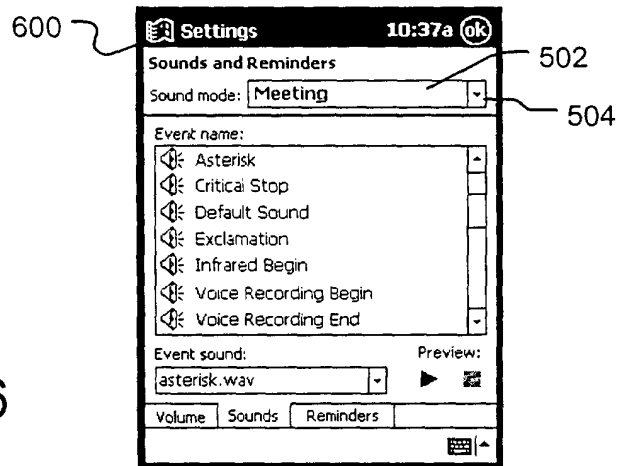 600
Settings 10:37a ok
502
Sounds and Reminders
Sound mode: Meeting
504
Event name:
Asterisk
Critical Stop
Default Sound
Exclamation
Infrared Begin
Voice Recording Begin
Voice Recording End
Event sound: Preview:
asterisk.wav
6
Volume Sounds Reminders